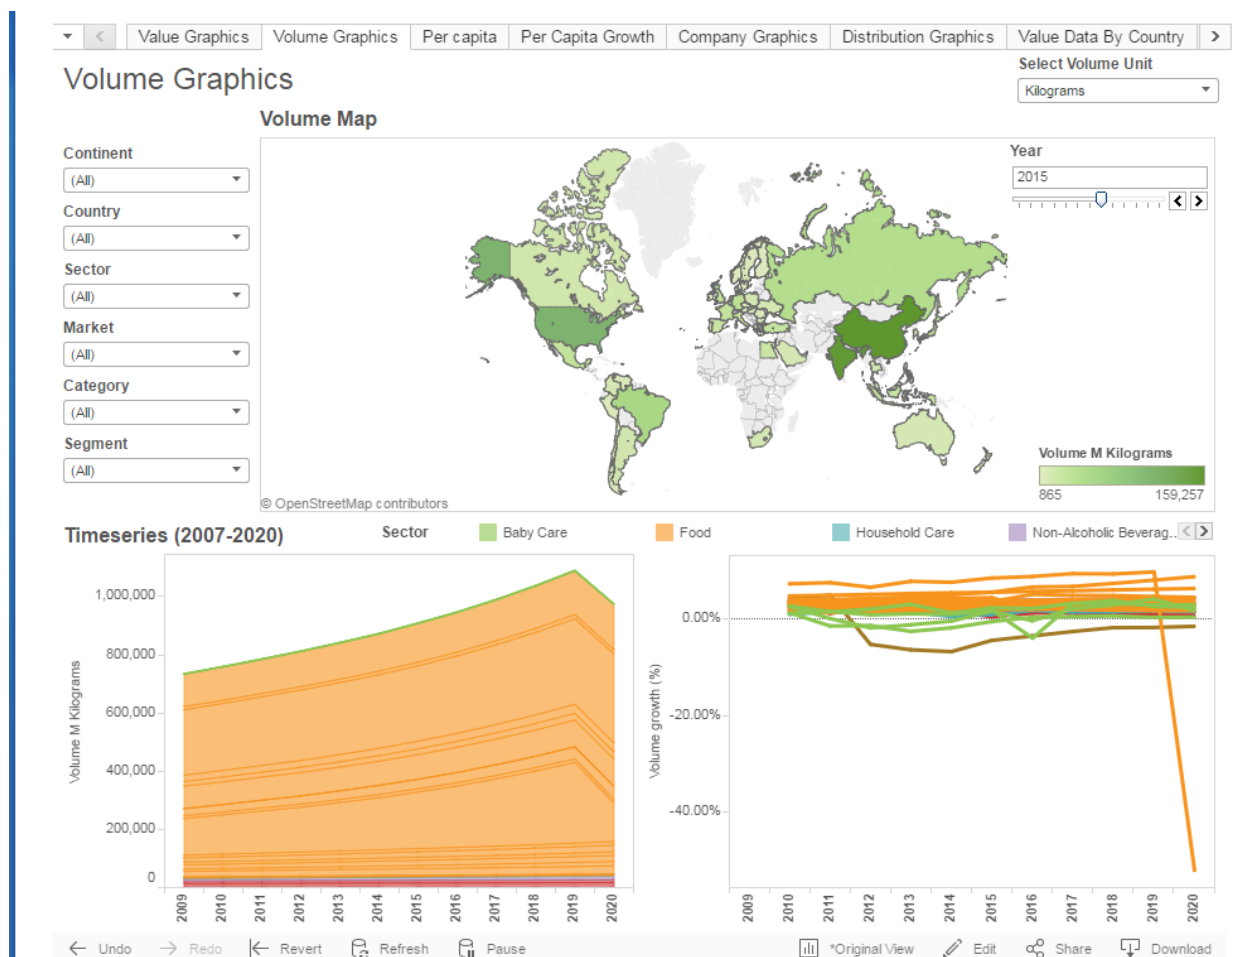 Value Graphics Volume Graphics Per capita Per Capita Growth Company Graphics Distribution Graphics Value Data By Country
Volume Graphics
Select Volume Unit
Kilograms
Volume Map
Continent
(All)
Country
(All)
Sector
(All)
Market
(All)
Category
(All)
Segment
(All)
Year
2015
Volume M Kilograms
865 159,257
© OpenStreetMap contributors
Timeseries (2007-2020) Sector Baby Care Food Household Care Non-Alcoholic Beverag..
Volume M Kilograms
1,000,000
800,000
600,000
400,000
200,000
0
2009 2010 2011 2012 2013 2014 2015 2016 2017 2018 2019 2020
Volume growth (%)
0.00%
-20.00%
-40.00%
2009 2010 2011 2012 2013 2014 2015 2016 2017 2018 2019 2020
Undo Redo Revert Refresh Pause *Original View Edit Share Download